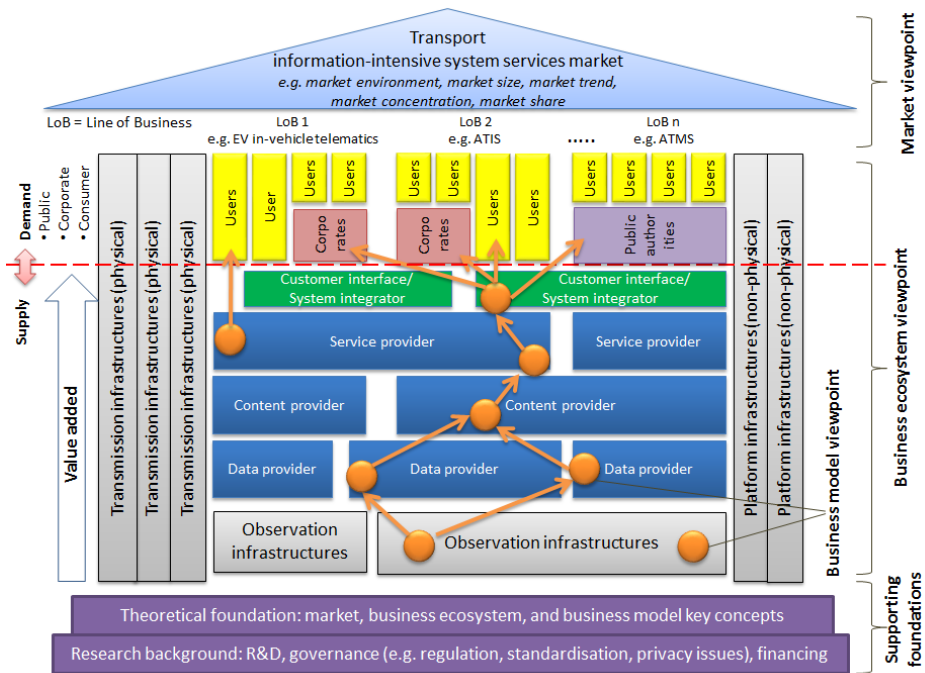 Transport
information-intensive system services market
e.g. market environment, market size, market trend,
market concentration, market share
Market viewpoint
LoB = Line of Business
LoB 1
e.g. EV in-vehicle telematics
LoB 2
e.g. ATIS
.....
LoB n
e.g. ATMS
Demand
• Public
• Corporate
• Consumer
Supply
Value added
Transmission infrastructures (physical)
Transmission infrastructures (physical)
Transmission infrastructures (physical)
Users
User
Users
Users
Corpo
rates
Users
Users
Corpo
rates
Users
Users
Users
Users
Users
Users
Public
author
ities
Platform infrastructures (non-physical)
Platform infrastructures (non-physical)
Customer interface/
System integrator
Customer interface/
System integrator
Service provider
Service provider
Content provider
Content provider
Data provider
Data provider
Data provider
Observation
infrastructures
Observation infrastructures
Business model viewpoint
Business ecosystem viewpoint
Theoretical foundation: market, business ecosystem, and business model key concepts
Research background: R&D, governance (e.g. regulation, standardisation, privacy issues), financing
Supporting
foundations